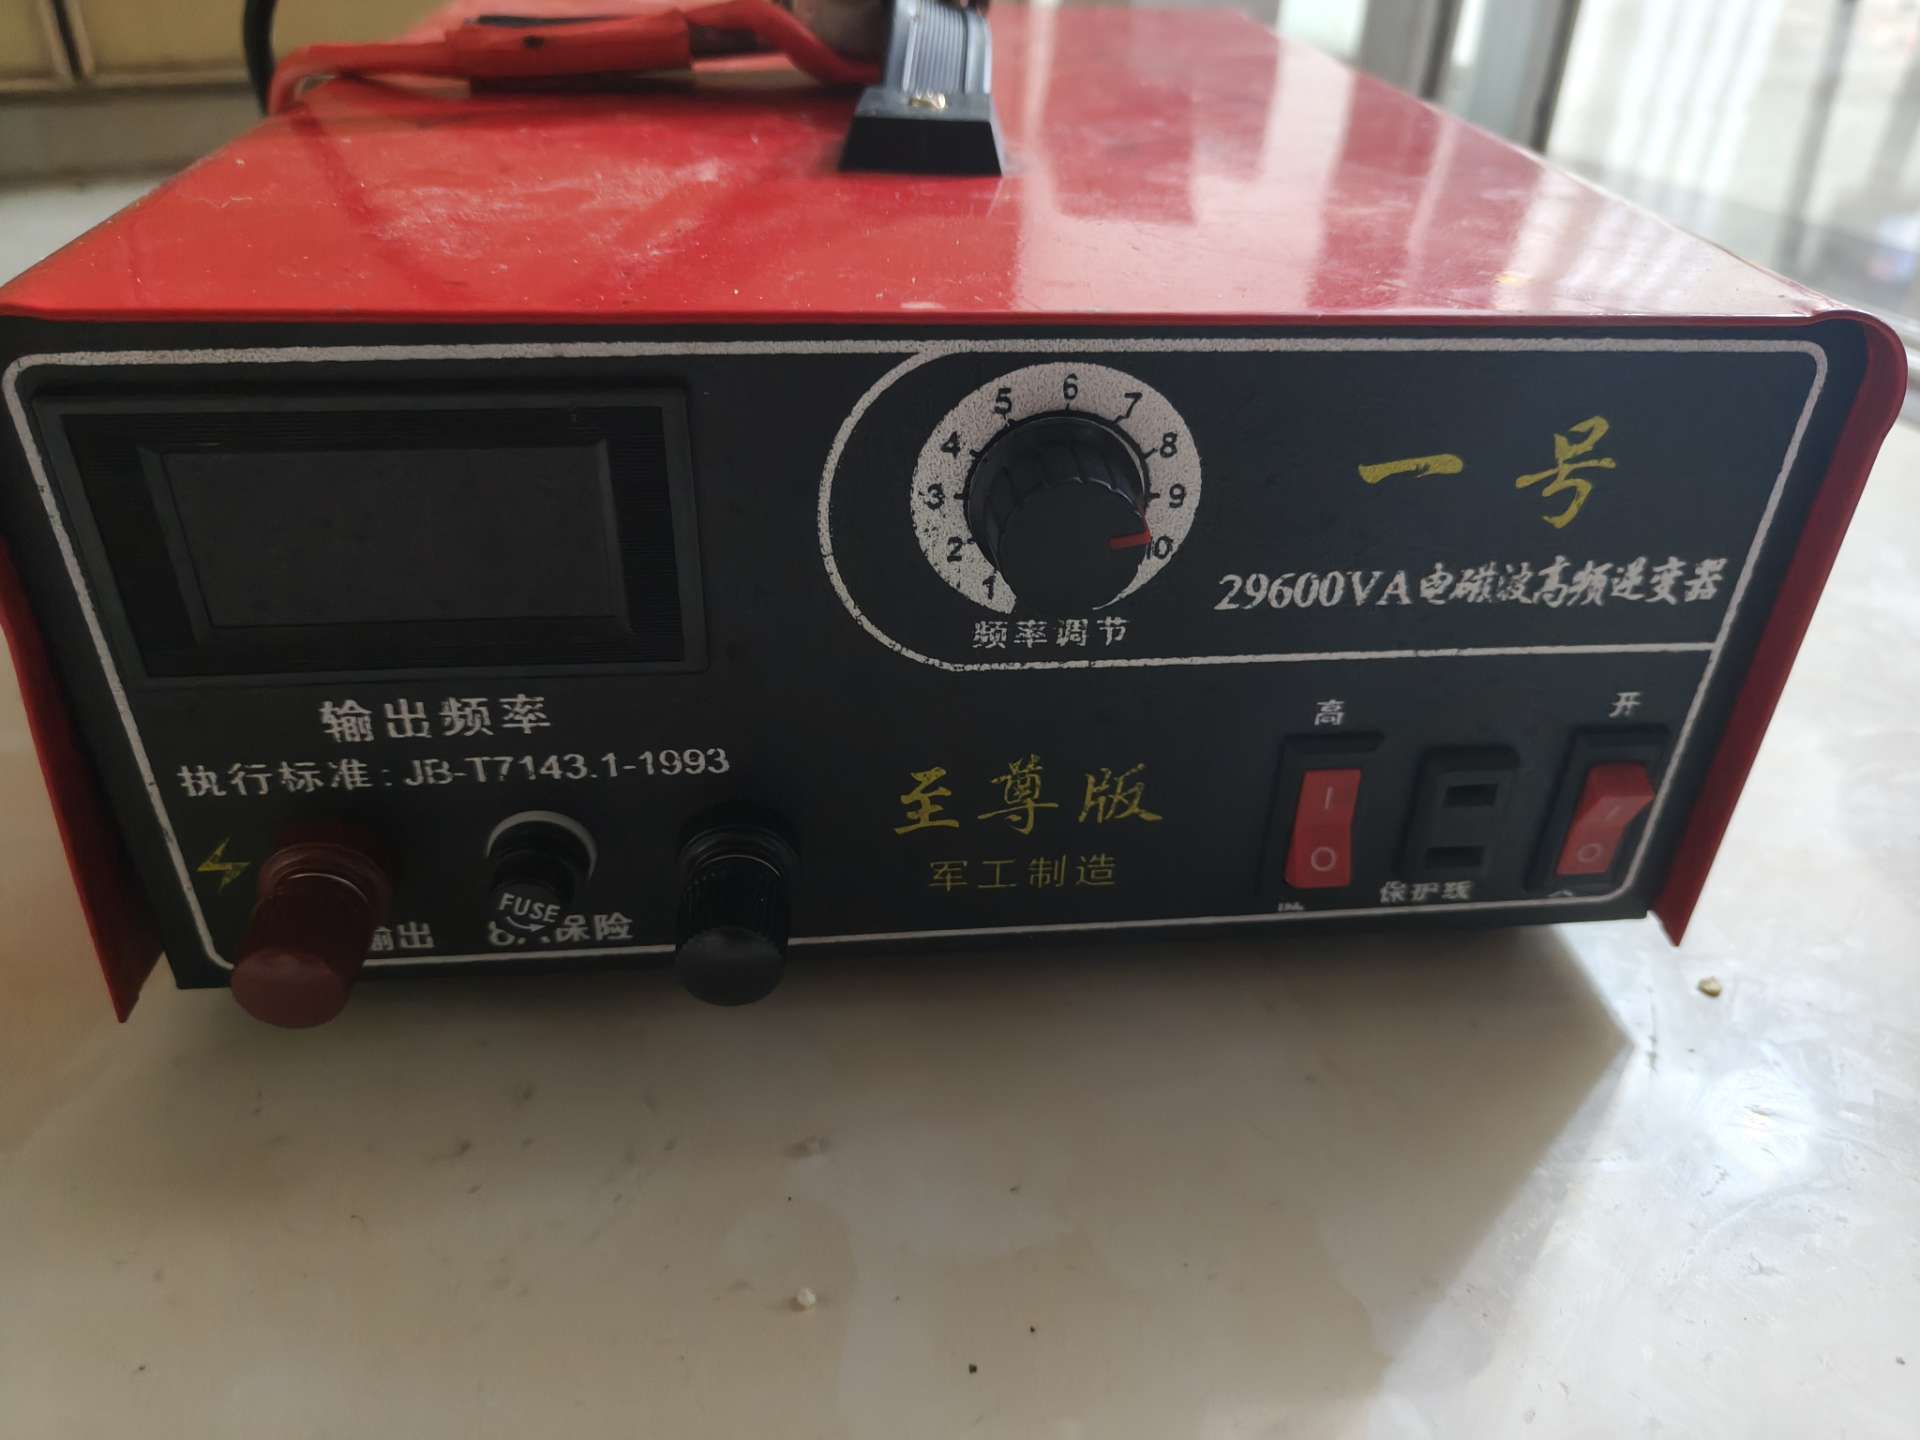 1 2 3 4 5 6 7 8 9 10
频率调节
一号
29600VA电磁波高频逆变器
输出频率
执行标准:JB-T7143.1-1993
至尊版
军工制造
高
开
保护线
输出
FUSE
保险